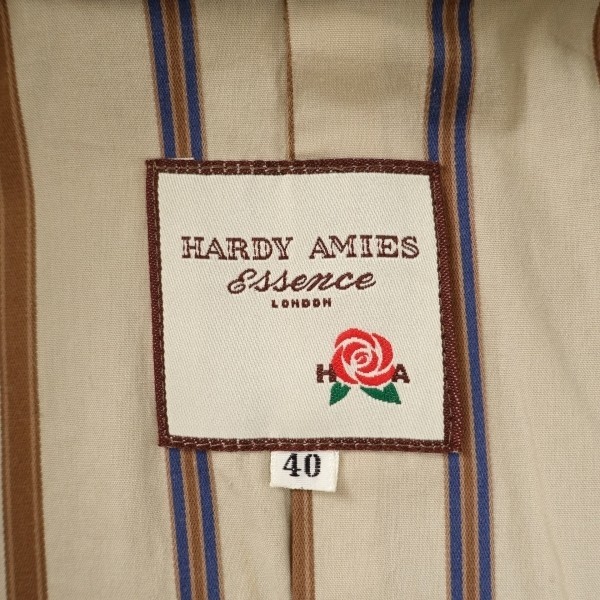 HARDY AMIES
Essence
LONDON
H A
40